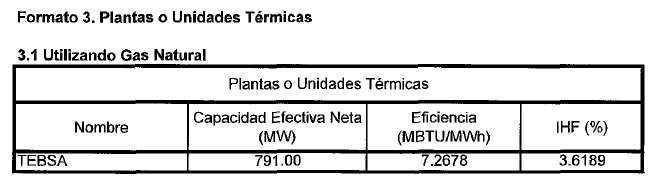 Formato 3. Plantas o Unidades Térmicas
3.1 Utilizando Gas Natural
Plantas o Unidades Térmicas
Nombre
Capacidad Efectiva Neta
(MW)
Eficiencia
(MBTU/MWh)
IHF (%)
TEBSA 791.00 7.2678 3.6189